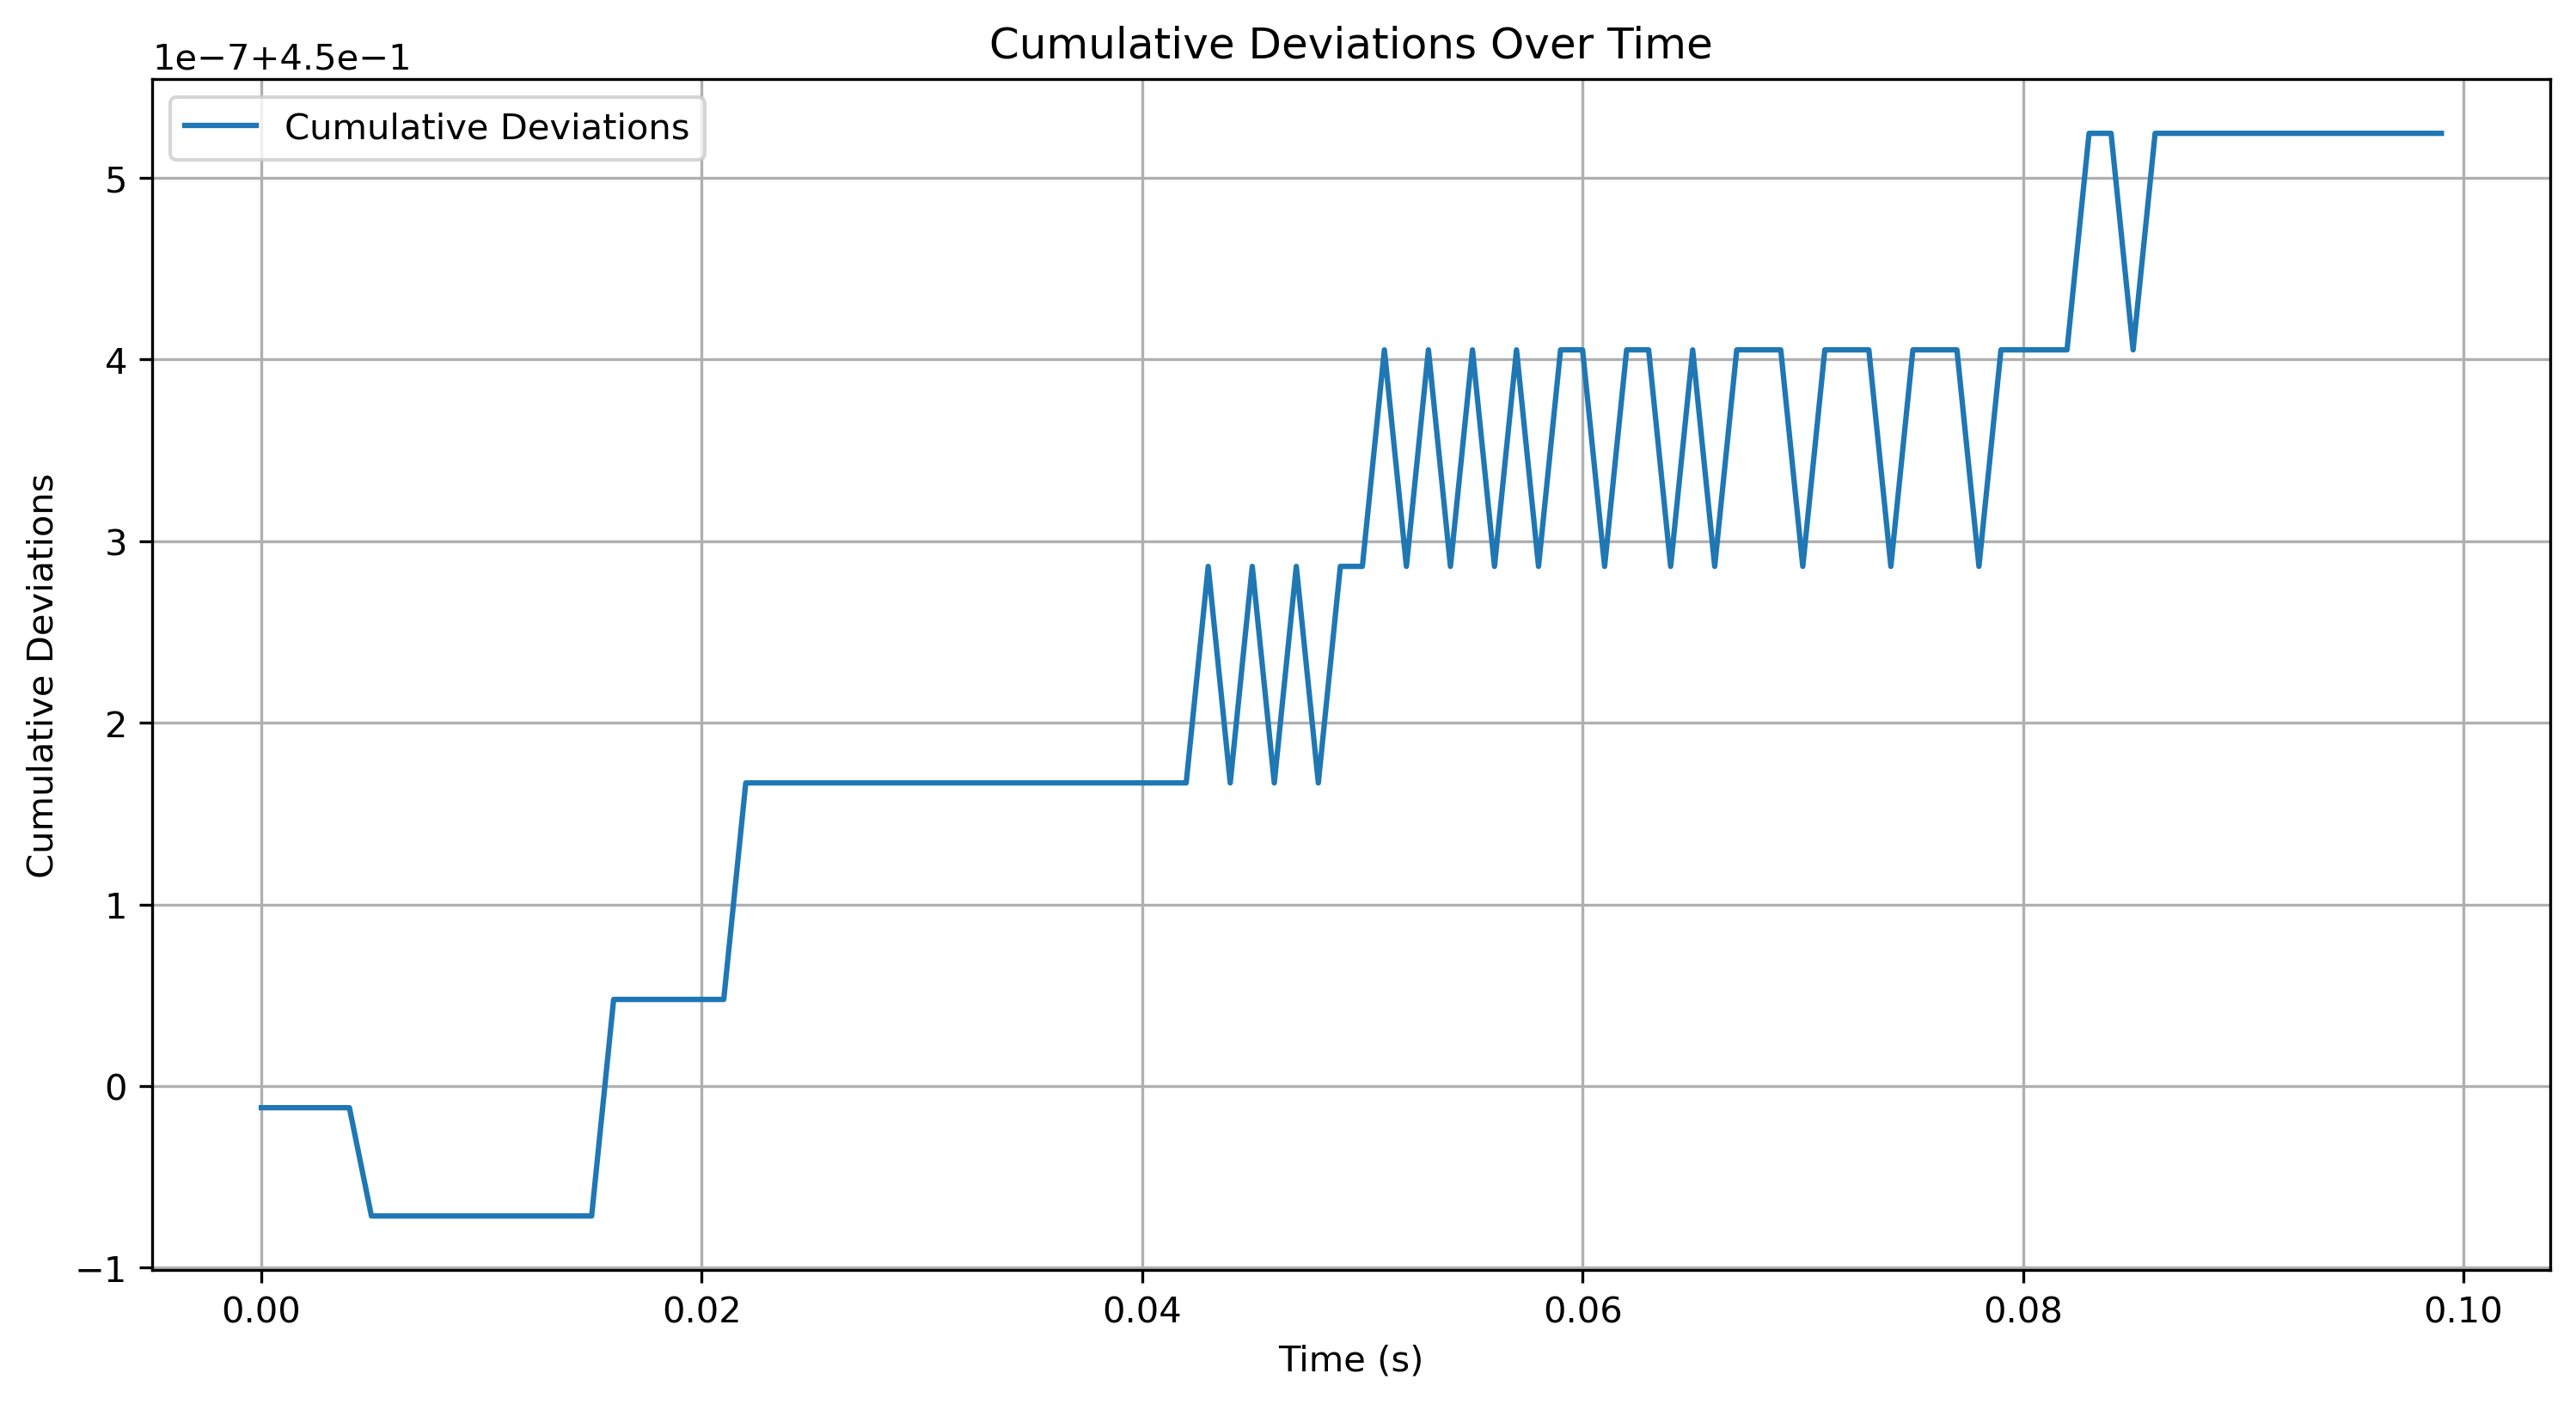 Cumulative Deviations Over Time
1e−7+4.5e−1
Cumulative Deviations
5
4
3
2
1
0
−1
Cumulative Deviations
0.00 0.02 0.04 0.06 0.08 0.10
Time (s)